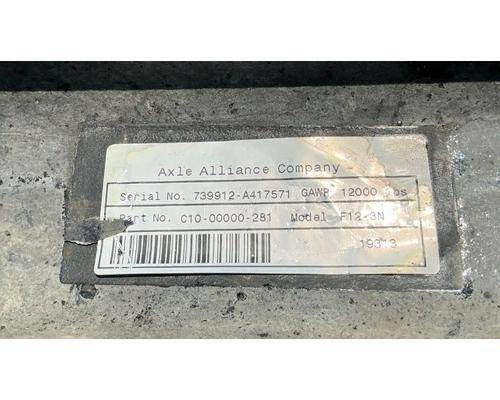 Axle Alliance Company
Serial No. 739912-A417571 GAWR 12000 lbs
Part No. C10-00000-281 Model F12-3N
19313